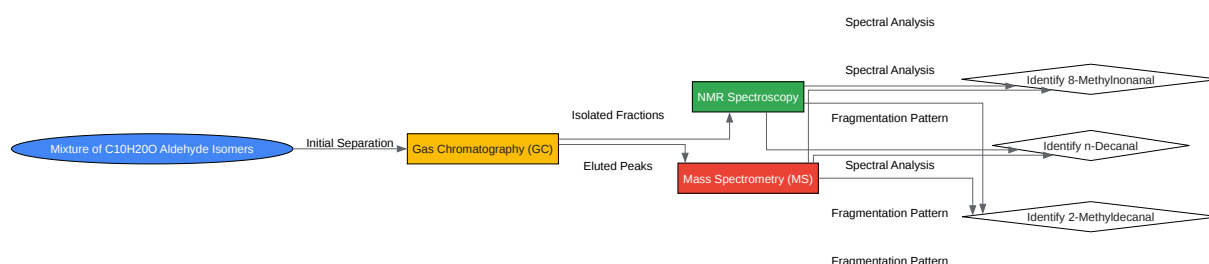 Mixture of C10H20O Aldehyde Isomers
Initial Separation
Gas Chromatography (GC)
Isolated Fractions
Eluted Peaks
NMR Spectroscopy
Mass Spectrometry (MS)
Spectral Analysis
Spectral Analysis
Fragmentation Pattern
Spectral Analysis
Fragmentation Pattern
Fragmentation Pattern
Identify 8-Methylnonanal
Identify n-Decanal
Identify 2-Methyldecanal